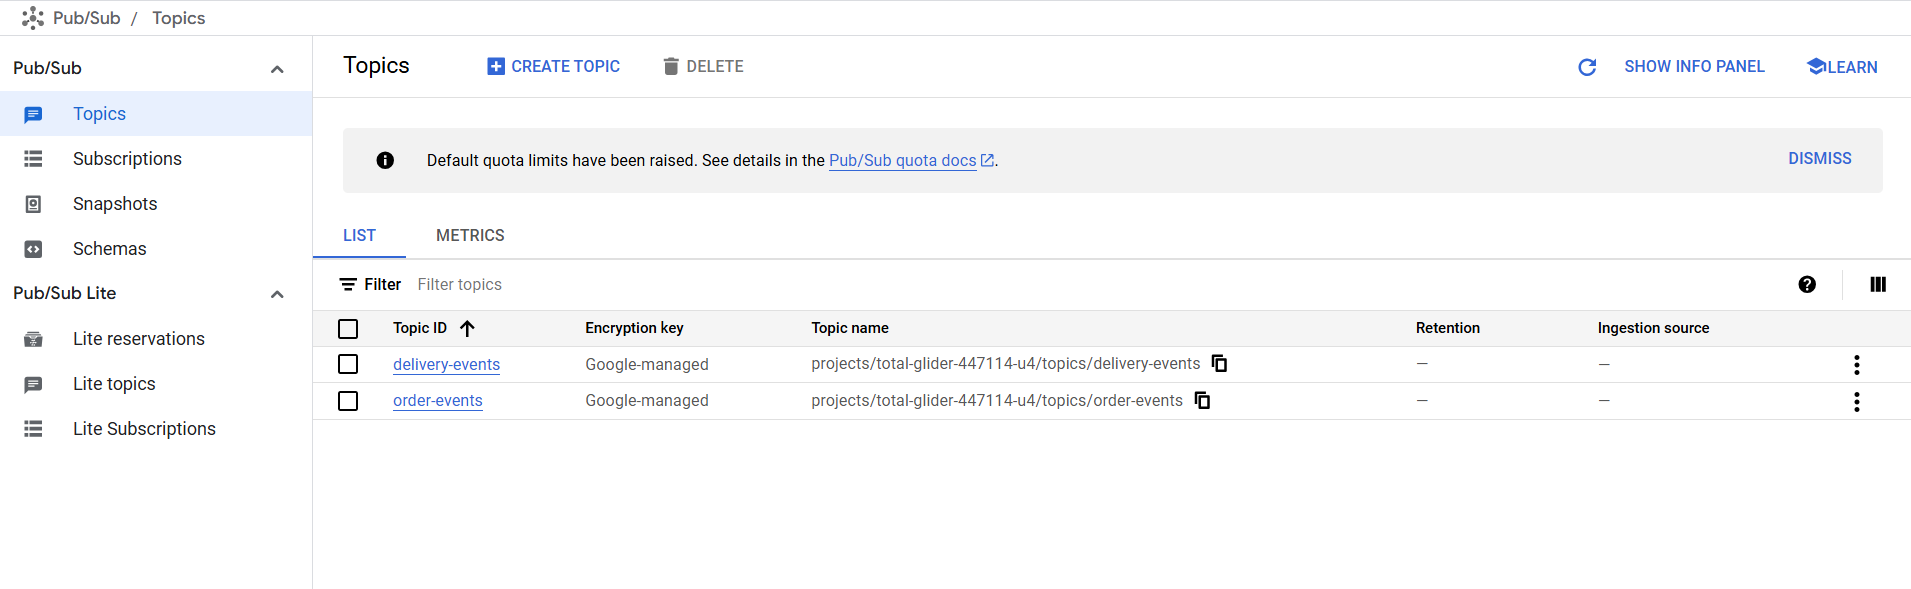 Pub/Sub / Topics
Pub/Sub
Topics
Subscriptions
Snapshots
Schemas
Pub/Sub Lite
Lite reservations
Lite topics
Lite Subscriptions
Topics CREATE TOPIC DELETE SHOW INFO PANEL LEARN
Default quota limits have been raised. See details in the Pub/Sub quota docs. DISMISS
LIST METRICS
Filter Filter topics
Topic ID Encryption key Topic name Retention Ingestion source
delivery-events Google-managed projects/total-glider-447114-u4/topics/delivery-events — —
order-events Google-managed projects/total-glider-447114-u4/topics/order-events — —